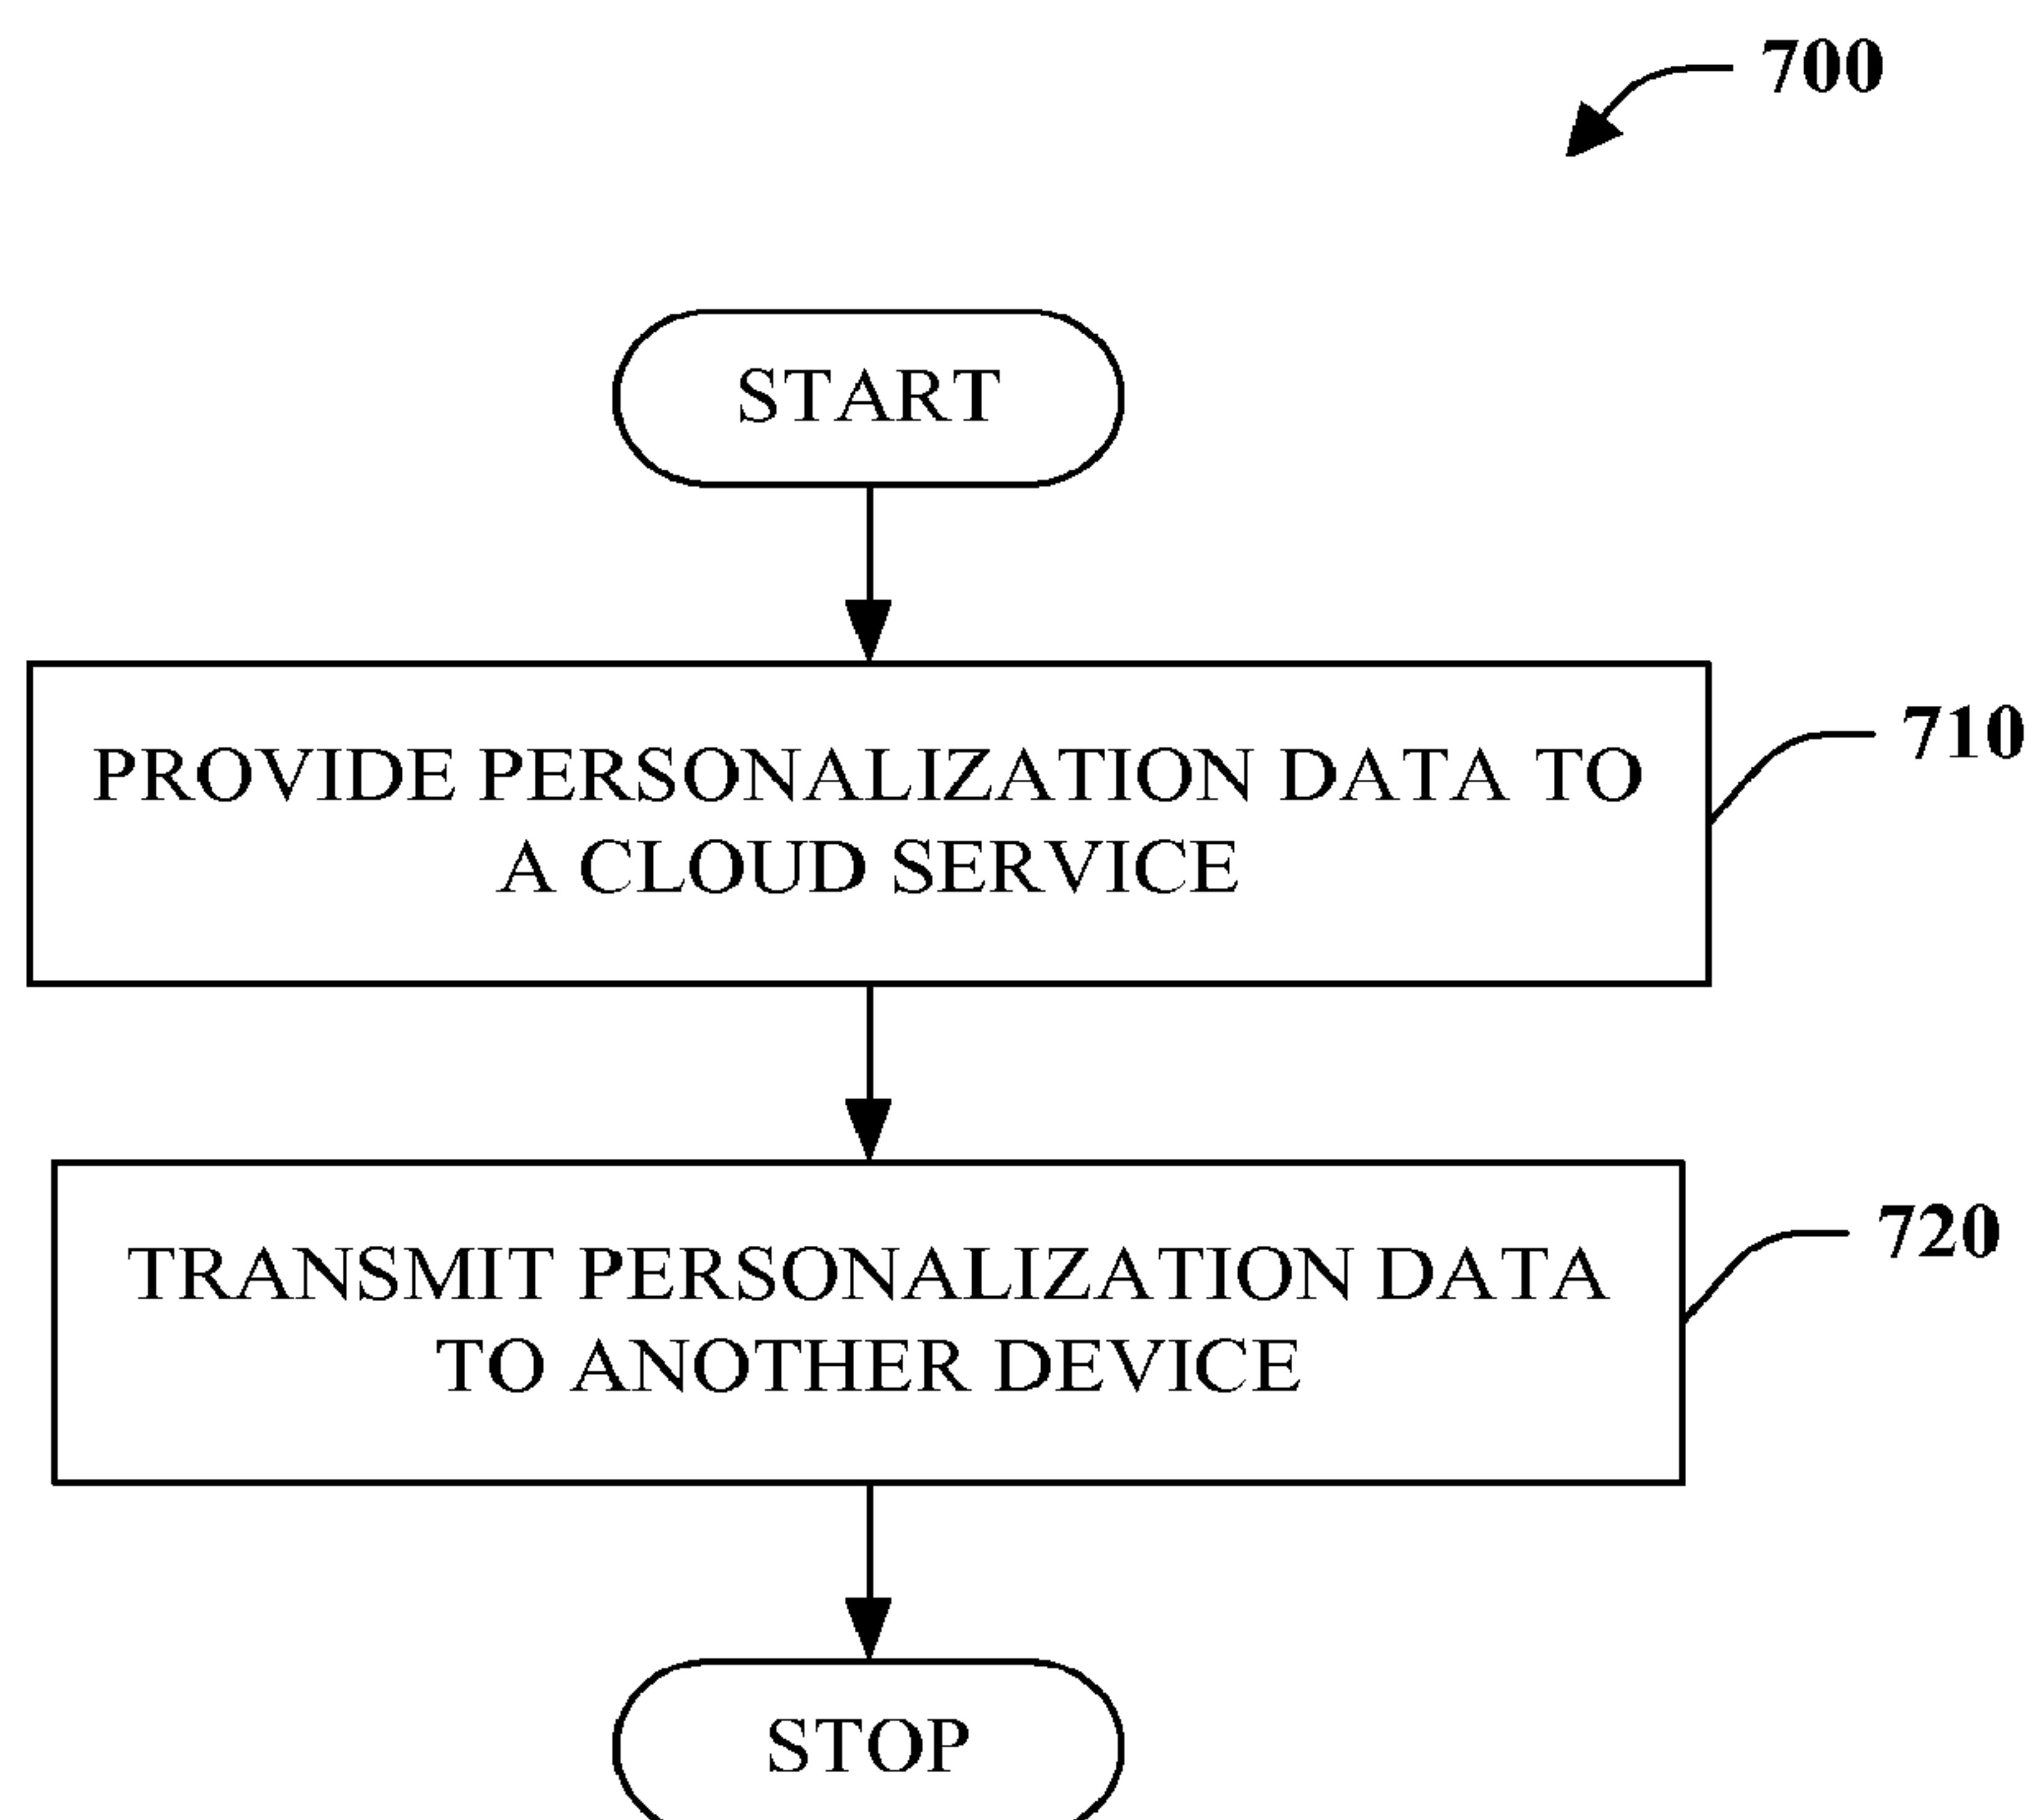 700
START
PROVIDE PERSONALIZATION DATA TO
A CLOUD SERVICE
710
TRANSMIT PERSONALIZATION DATA
TO ANOTHER DEVICE
720
STOP